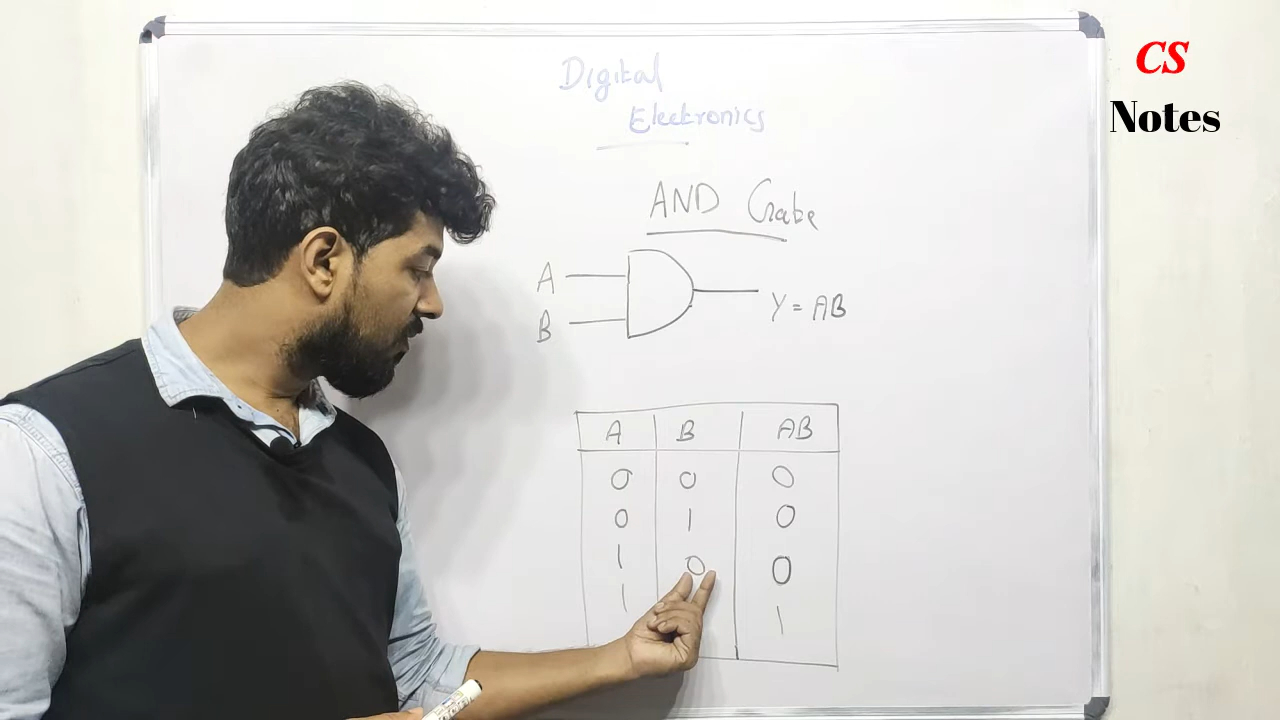 CS
Notes
Digital
Electronics
AND Gate
A
B
Y = AB
A B AB
0 0 0
0 1 0
1 0 0
1 1